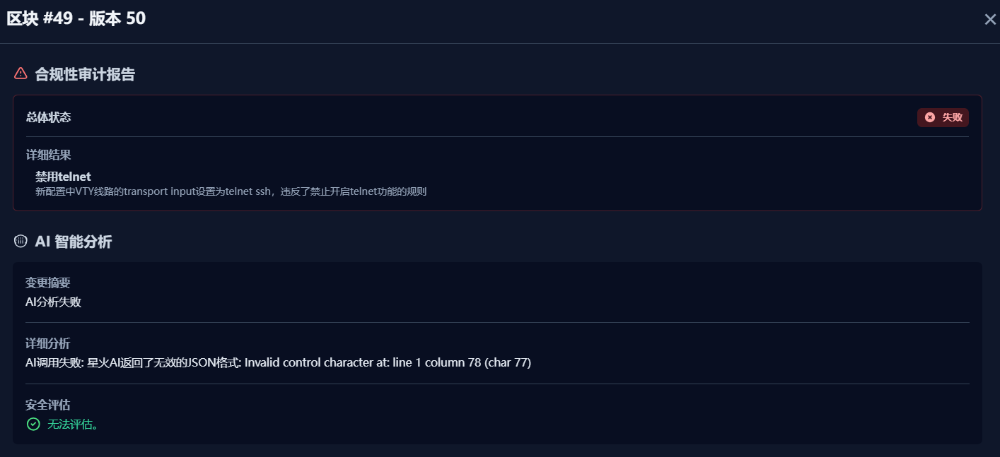 区块 #49 - 版本 50
合规性审计报告
总体状态
失败
详细结果
禁用telnet
新配置中VTY线路的transport input设置为telnet ssh，违反了禁止开启telnet功能的规则
AI 智能分析
变更摘要
AI分析失败
详细分析
AI调用失败: 星火AI返回了无效的JSON格式: Invalid control character at: line 1 column 78 (char 77)
安全评估
无法评估。